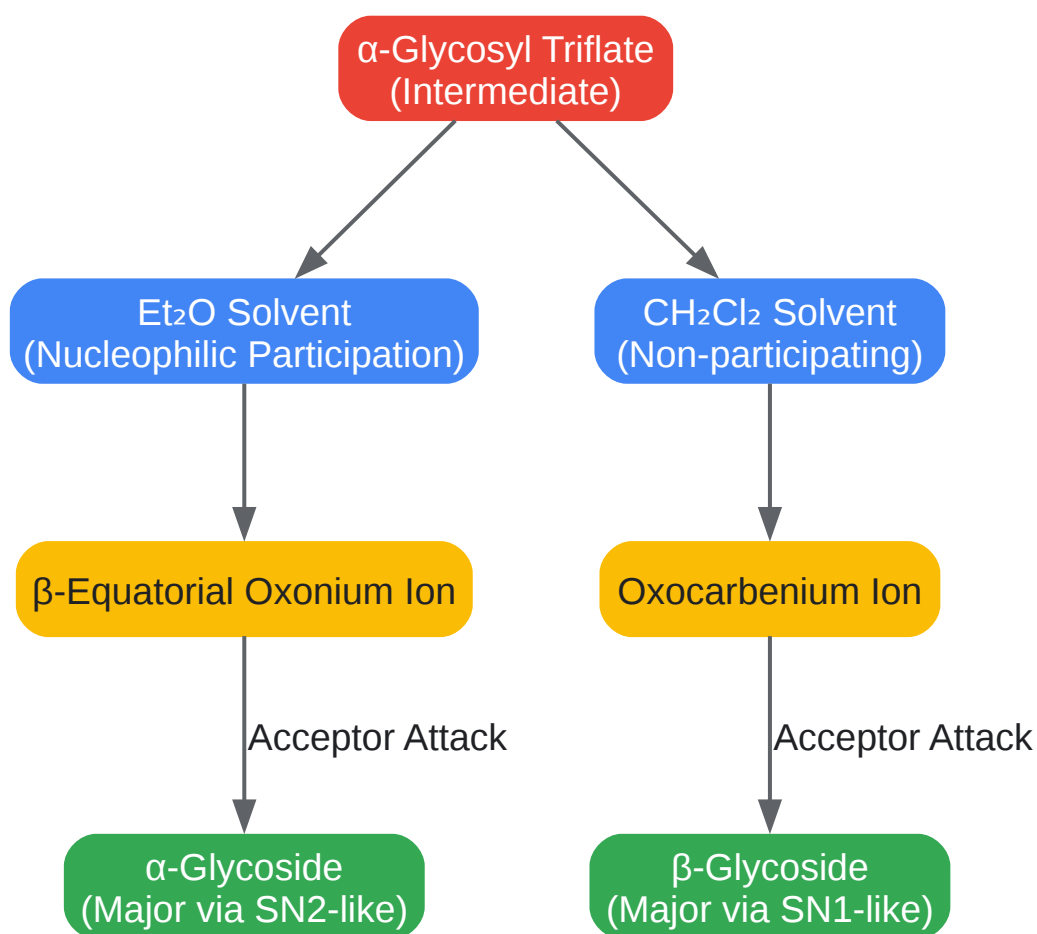 α-Glycosyl Triflate
(Intermediate)
Et₂O Solvent
(Nucleophilic Participation)
CH₂Cl₂ Solvent
(Non-participating)
β-Equatorial Oxonium Ion
Oxocarbenium Ion
Acceptor Attack
Acceptor Attack
α-Glycoside
(Major via SN2-like)
β-Glycoside
(Major via SN1-like)